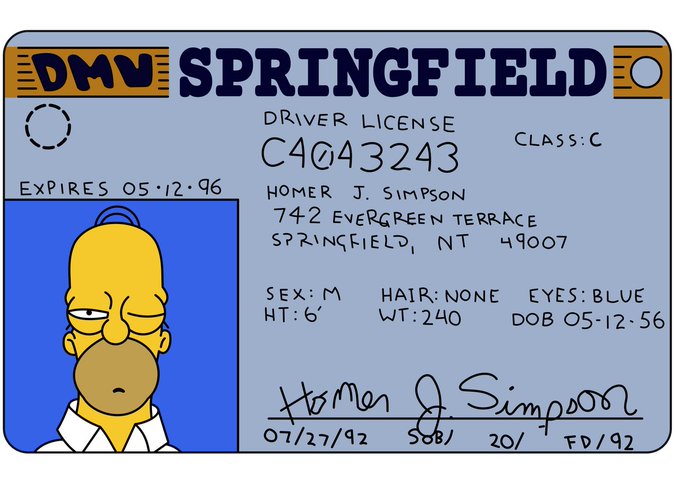 DMV SPRINGFIELD
DRIVER LICENSE
C4043243
CLASS: C
EXPIRES 05·12·96
HOMER J. SIMPSON
742 EVERGREEN TERRACE
SPRINGFIELD, NT 49007
SEX: M HAIR: NONE EYES: BLUE
HT: 6' WT: 240 DOB 05-12-56
Homer J. Simpson
07/27/92 SOB/ 20/ FD/92